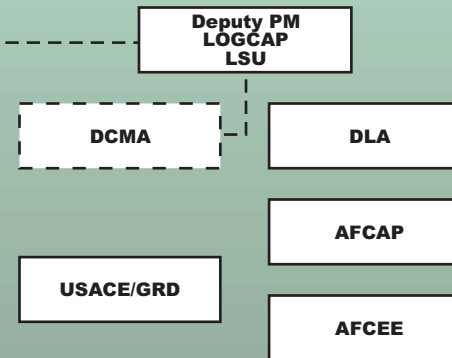 Deputy PM
LOGCAP
LSU
DCMA
DLA
AFCAP
USACE/GRD
AFCEE